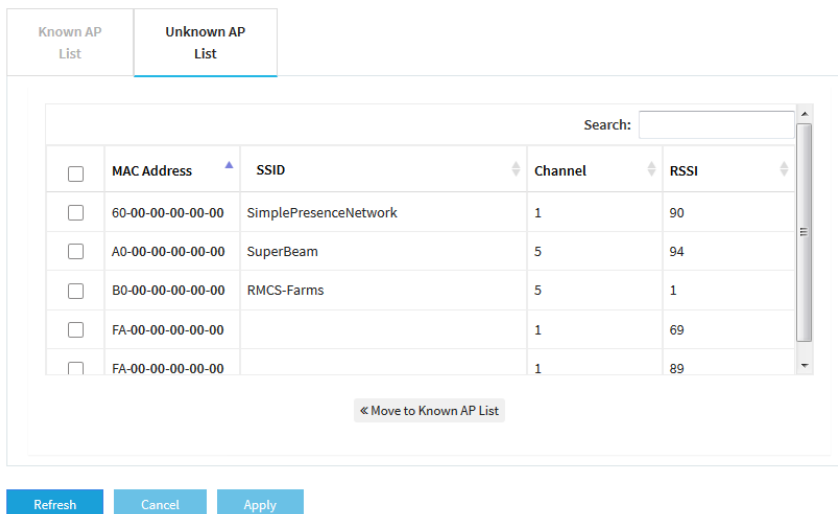 Known AP
List
Unknown AP
List
Search:
MAC Address SSID Channel RSSI
60-00-00-00-00-00 SimplePresenceNetwork 1 90
A0-00-00-00-00-00 SuperBeam 5 94
B0-00-00-00-00-00 RMCS-Farms 5 1
FA-00-00-00-00-00 1 69
FA-00-00-00-00-00 1 89
« Move to Known AP List
Refresh Cancel Apply